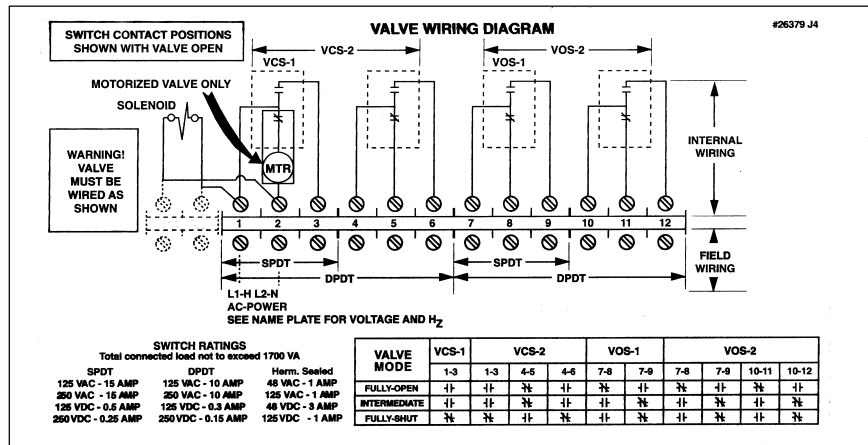 VALVE WIRING DIAGRAM
#26379 J4
SWITCH CONTACT POSITIONS
SHOWN WITH VALVE OPEN
VCS-2
VOS-2
VCS-1
VOS-1
MOTORIZED VALVE ONLY
SOLENOID
WARNING!
VALVE
MUST BE
WIRED AS
SHOWN
MTR
INTERNAL
WIRING
1 2 3 4 5 6 7 8 9 10 11 12
SPDT SPDT
DPDT DPDT
FIELD
WIRING
L1-H L2-N
AC-POWER
SEE NAME PLATE FOR VOLTAGE AND HZ
SWITCH RATINGS
Total connected load not to exceed 1700 VA
SPDT DPDT Herm. Sealed
125 VAC - 15 AMP 125 VAC - 10 AMP 48 VAC - 1 AMP
250 VAC - 15 AMP 250 VAC - 10 AMP 125 VAC - 1 AMP
125 VDC - 0.5 AMP 125 VDC - 0.3 AMP 48 VDC - 3 AMP
250 VDC - 0.25 AMP 250 VDC - 0.15 AMP 125 VDC - 1 AMP
VALVE MODE VCS-1 VCS-2 VOS-1 VOS-2
1-3 1-3 4-5 4-6 7-8 7-9 7-8 7-9 10-11 10-12
FULLY-OPEN
INTERMEDIATE
FULLY-SHUT